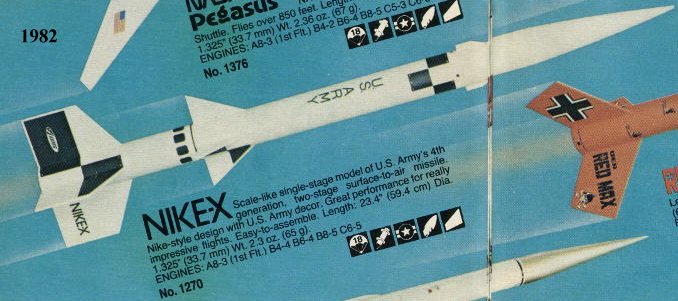 1982
Pegasus
Shuttle. Flies over 850 feet.
1.325" (33.7 mm) Wt. 2.36 oz. (67 g).
ENGINES: A8-3 (1st Flt.) B4-2 B6-4 B8-5 C5-3
No. 1376
18
US ARMY
Estes
NIKEX
DER
RED MAX
NIKEX Scale-like single-stage model of U.S. Army's 4th
generation, two-stage surface-to-air missile.
Nike-style design with U.S. Army decor. Great performance for really
impressive flights. Easy-to-assemble. Length: 23.4" (59.4 cm) Dia.
1.325" (33.7 mm) Wt. 2.3 oz. (65 g).
ENGINES: A8-3 (1st Flt.) B4-4 B6-4 B8-5 C6-5
18
No. 1270